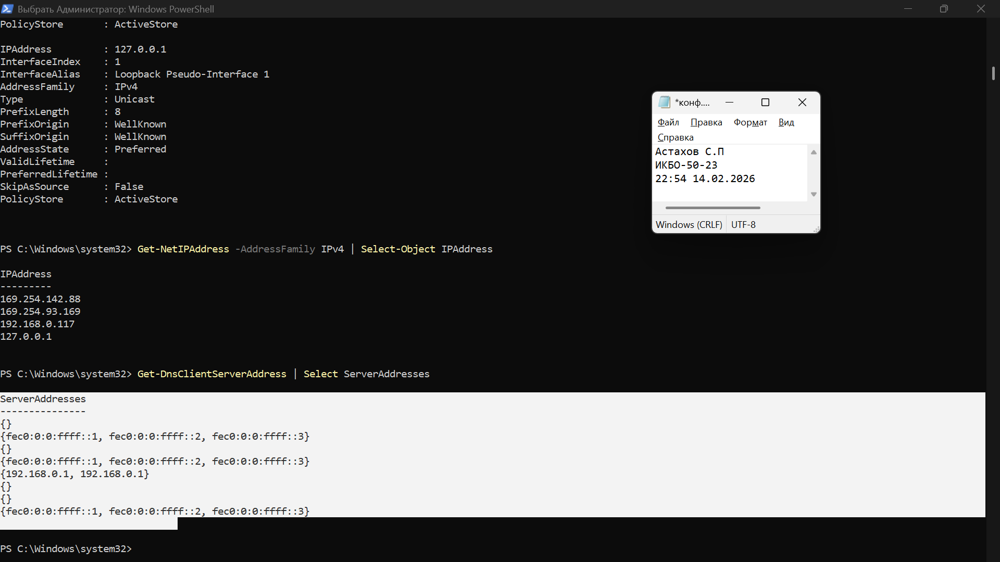 Выбрать Администратор: Windows PowerShell
PolicyStore : ActiveStore
IPAddress : 127.0.0.1
InterfaceIndex : 1
InterfaceAlias : Loopback Pseudo-Interface 1
AddressFamily : IPv4
Type : Unicast
PrefixLength : 8
PrefixOrigin : WellKnown
SuffixOrigin : WellKnown
AddressState : Preferred
ValidLifetime :
PreferredLifetime :
SkipAsSource : False
PolicyStore : ActiveStore
PS C:\Windows\system32> Get-NetIPAddress -AddressFamily IPv4 | Select-Object IPAddress
IPAddress
---------
169.254.142.88
169.254.93.169
192.168.0.117
127.0.0.1
PS C:\Windows\system32> Get-DnsClientServerAddress | Select ServerAddresses
ServerAddresses
---------------
{}
{fec0:0:0:ffff::1, fec0:0:0:ffff::2, fec0:0:0:ffff::3}
{}
{fec0:0:0:ffff::1, fec0:0:0:ffff::2, fec0:0:0:ffff::3}
{192.168.0.1, 192.168.0.1}
{}
{}
{fec0:0:0:ffff::1, fec0:0:0:ffff::2, fec0:0:0:ffff::3}
PS C:\Windows\system32>
*конф....
Файл Правка Формат Вид
Справка
Астахов С.П
ИКБО-50-23
22:54 14.02.2026
Windows (CRLF) UTF-8